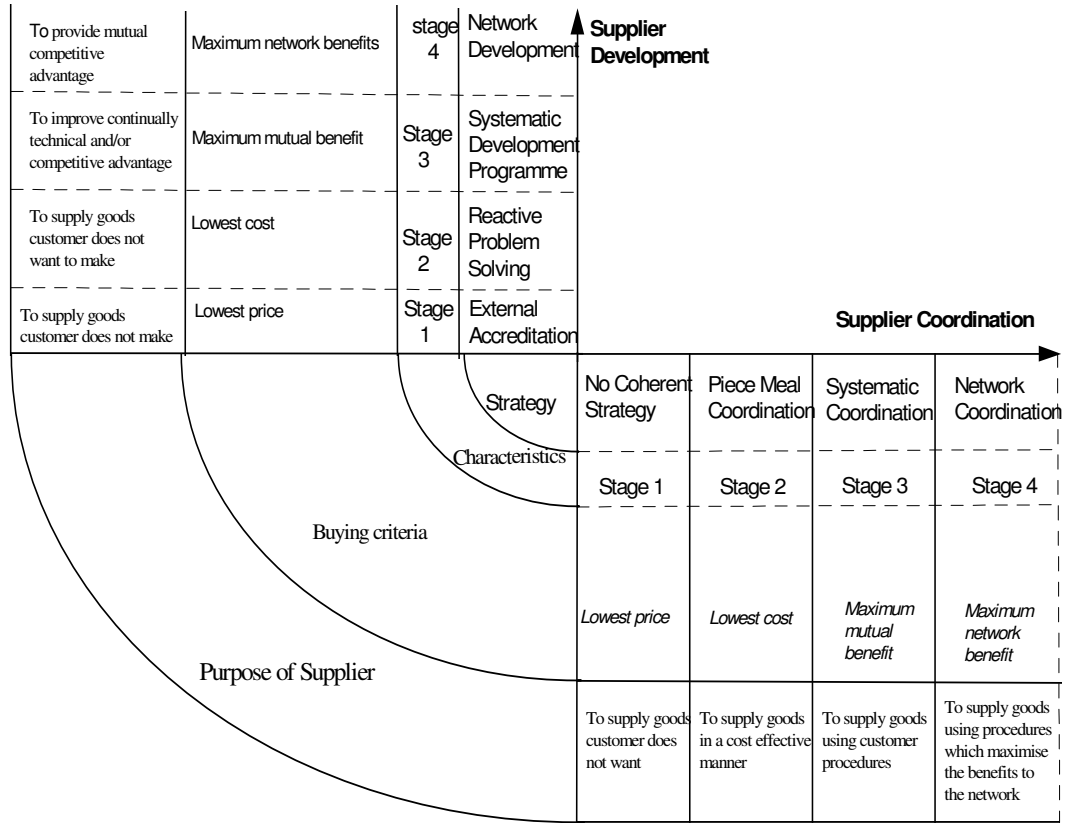 To provide mutual
competitive
advantage
Maximum network benefits
stage
4
Network
Development
Supplier
Development
To improve continually
technical and/or
competitive advantage
Maximum mutual benefit
Stage
3
Systematic
Development
Programme
To supply goods
customer does not
want to make
Lowest cost
Stage
2
Reactive
Problem
Solving
To supply goods
customer does not make
Lowest price
Stage
1
External
Accreditation
Supplier Coordination
Strategy
Characteristics
Buying criteria
Purpose of Supplier
No Coherent
Strategy
Piece Meal
Coordination
Systematic
Coordination
Network
Coordination
Stage 1
Stage 2
Stage 3
Stage 4
Lowest price
Lowest cost
Maximum
mutual
benefit
Maximum
network
benefit
To supply goods
customer does
not want
To supply goods
in a cost effective
manner
To supply goods
using customer
procedures
To supply goods
using procedures
which maximise
the benefits to
the network